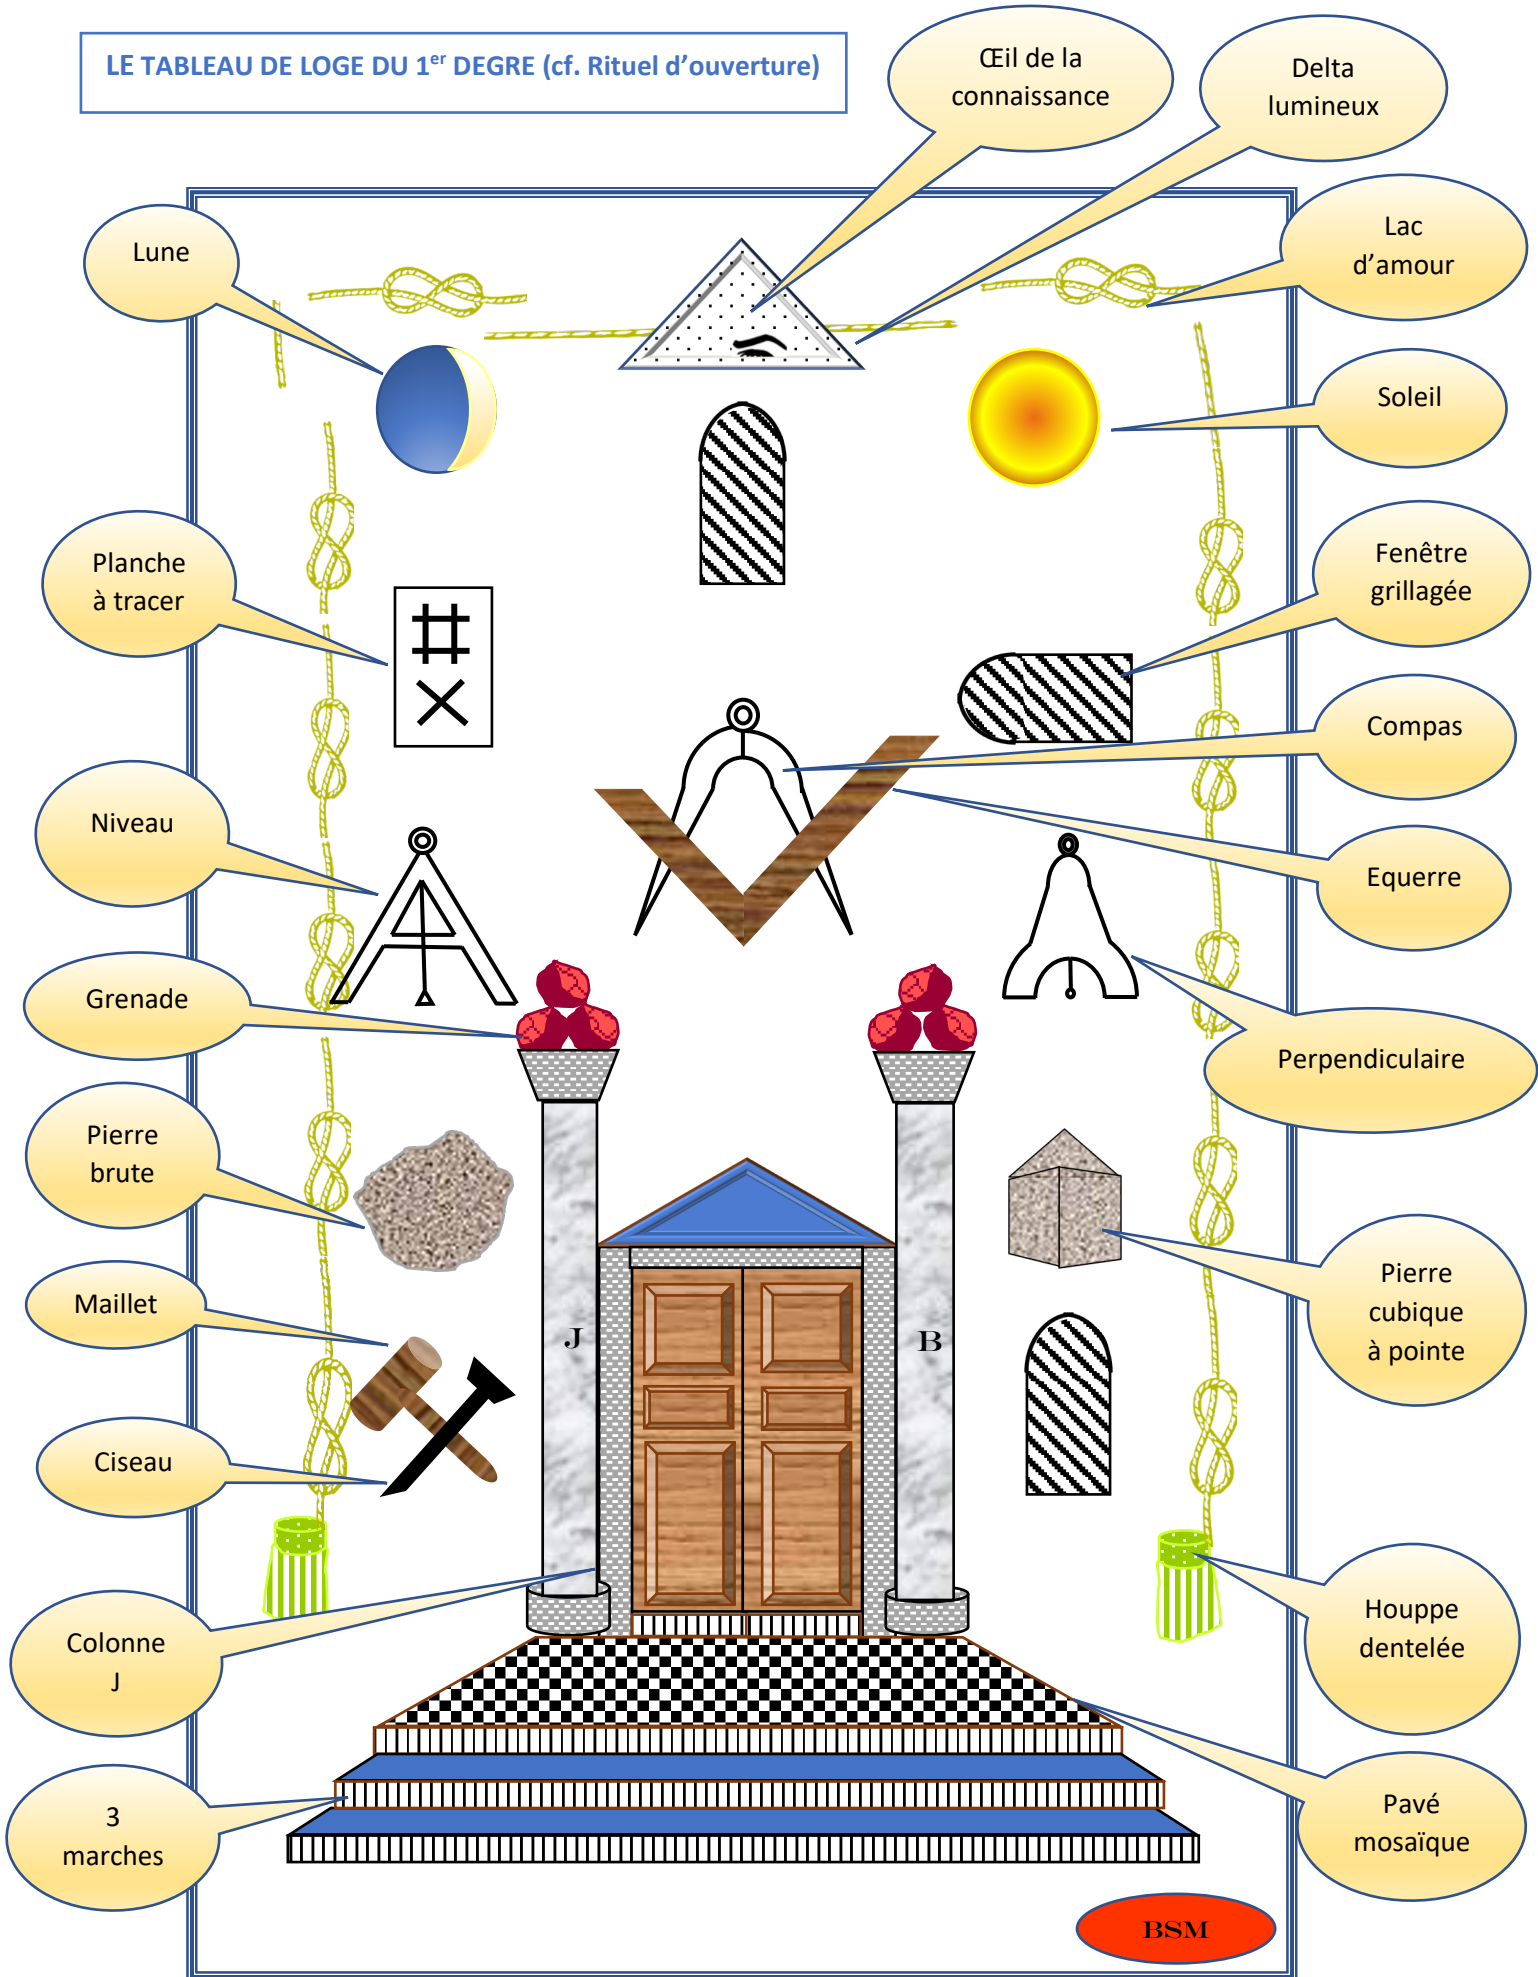 LE TABLEAU DE LOGE DU 1er DEGRE (cf. Rituel d’ouverture)
Œil de la
connaissance
Delta
lumineux
Lune
Lac
d’amour
Soleil
Planche
à tracer
Fenêtre
grillagée
Compas
Niveau
Equerre
Grenade
Perpendiculaire
Pierre
brute
Pierre
cubique
à pointe
Maillet
J
B
Ciseau
Colonne
J
Houppe
dentelée
3
marches
Pavé
mosaïque
BSM